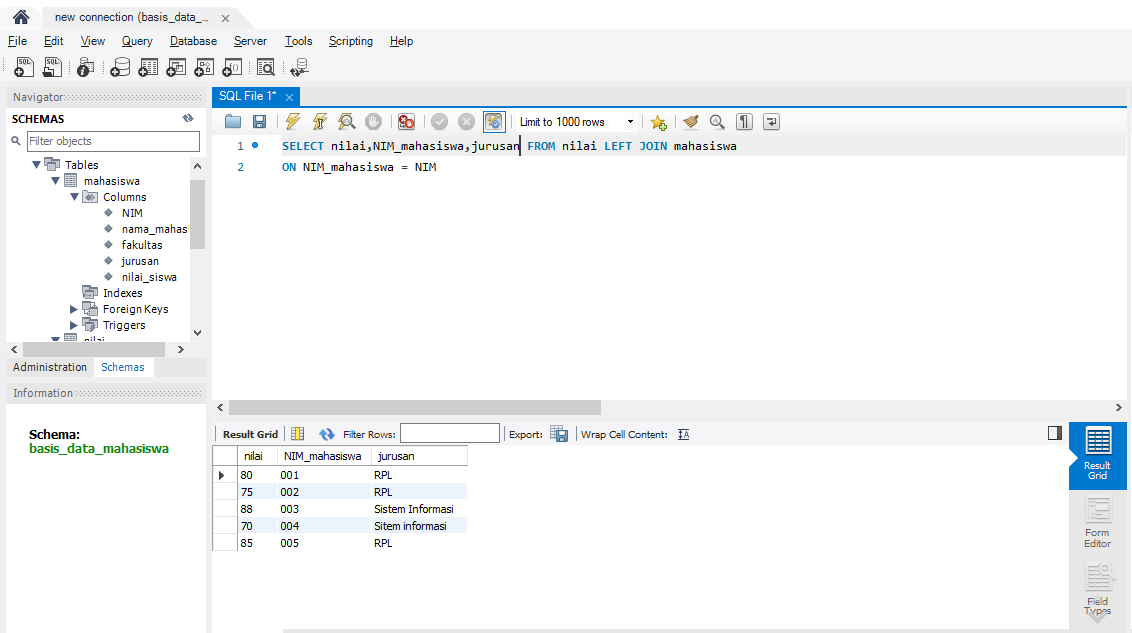 new connection (basis_data_...
File Edit View Query Database Server Tools Scripting Help
Navigator
SCHEMAS
Filter objects
Tables
mahasiswa
Columns
NIM
nama_mahasi
fakultas
jurusan
nilai_siswa
Indexes
Foreign Keys
Triggers
nilai
Administration Schemas
Information
Schema:
basis_data_mahasiswa
SQL File 1*
Limit to 1000 rows
1 SELECT nilai,NIM_mahasiswa,jurusan FROM nilai LEFT JOIN mahasiswa
2 ON NIM_mahasiswa = NIM
Result Grid Filter Rows: Export: Wrap Cell Content: IA
nilai NIM_mahasiswa jurusan
80 001 RPL
75 002 RPL
88 003 Sistem Informasi
70 004 Sitem informasi
85 005 RPL
Result
Grid
Form
Editor
Field
Types